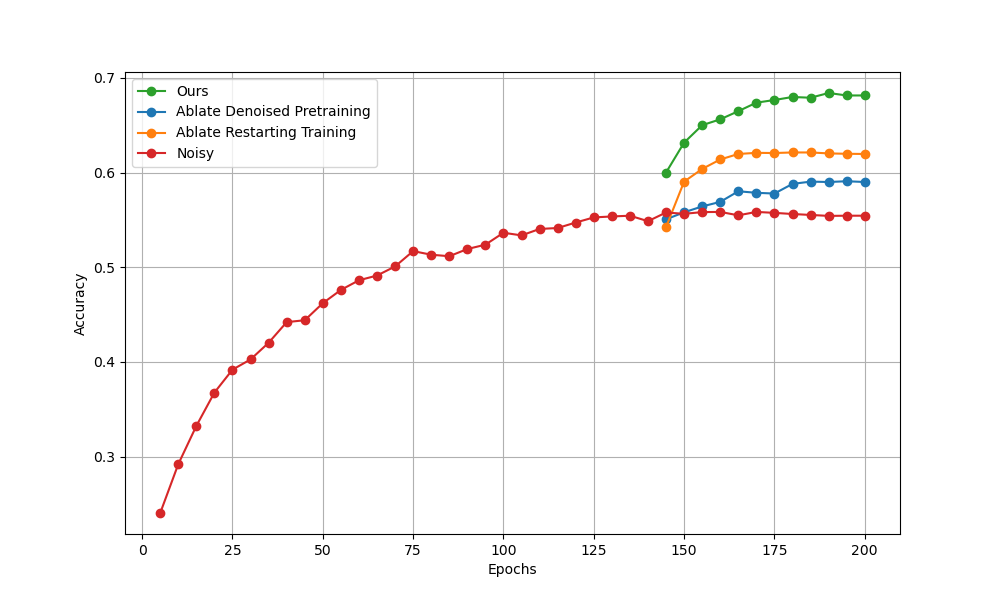 Ours
Ablate Denoised Pretraining
Ablate Restarting Training
Noisy
0.7
0.6
0.5
0.4
0.3
Accuracy
0 25 50 75 100 125 150 175 200
Epochs